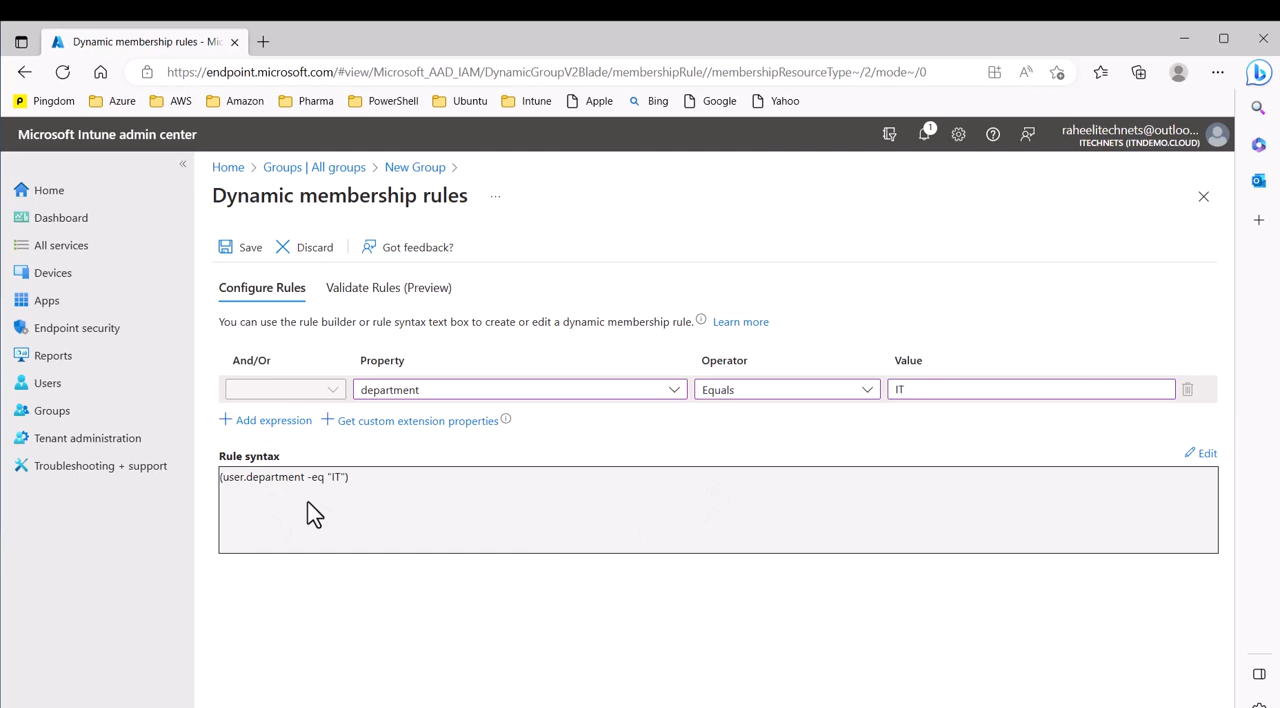 Dynamic membership rules - Mic
https://endpoint.microsoft.com/#view/Microsoft_AAD_IAM/DynamicGroupV2Blade/membershipRule//membershipResourceType~/2/mode~/0
Pingdom Azure AWS Amazon Pharma PowerShell Ubuntu Intune Apple Bing Google Yahoo
Microsoft Intune admin center
1
raheelitechnets@outloo...
ITECHNETS (ITNDEMO.CLOUD)
Home
Dashboard
All services
Devices
Apps
Endpoint security
Reports
Users
Groups
Tenant administration
Troubleshooting + support
Home > Groups | All groups > New Group >
Dynamic membership rules ...
Save Discard Got feedback?
Configure Rules Validate Rules (Preview)
You can use the rule builder or rule syntax text box to create or edit a dynamic membership rule. Learn more
And/Or Property Operator Value
department Equals IT
+ Add expression + Get custom extension properties
Rule syntax
Edit
(user.department -eq "IT")